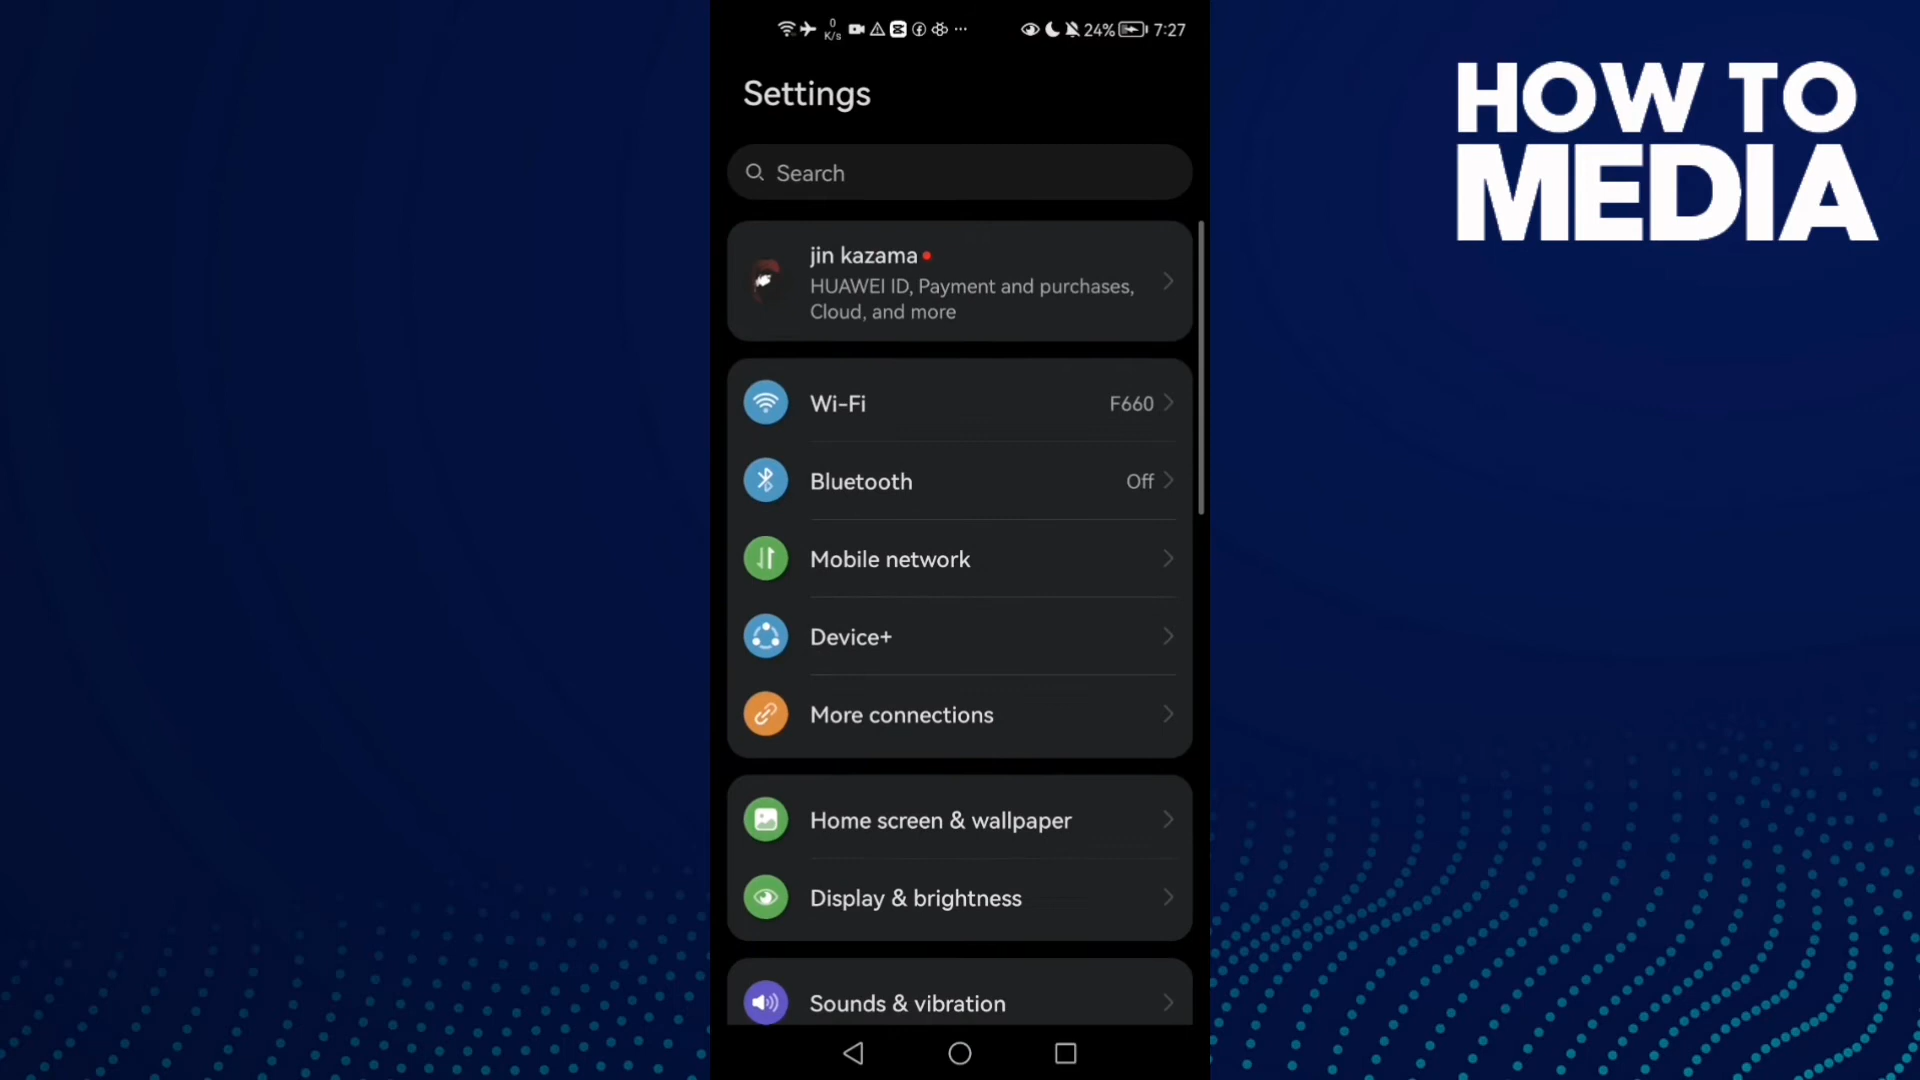 0
K/s
24%
7:27
HOW TO
MEDIA
Settings
Search
jin kazama
HUAWEI ID, Payment and purchases,
Cloud, and more
Wi-Fi
F660
Bluetooth
Off
Mobile network
Device+
More connections
Home screen & wallpaper
Display & brightness
Sounds & vibration